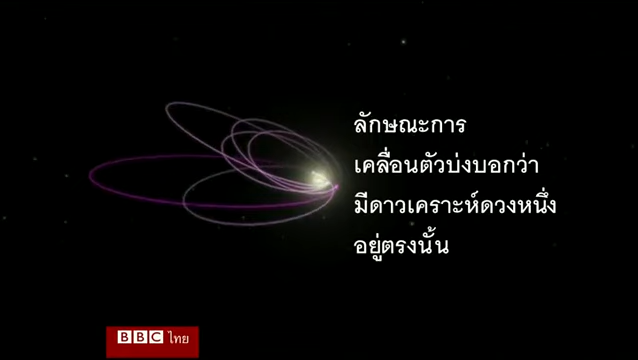 ลักษณะการ
เคลื่อนตัวบ่งบอกว่า
มีดาวเคราะห์ดวงหนึ่ง
อยู่ตรงนั้น
BBC ไทย